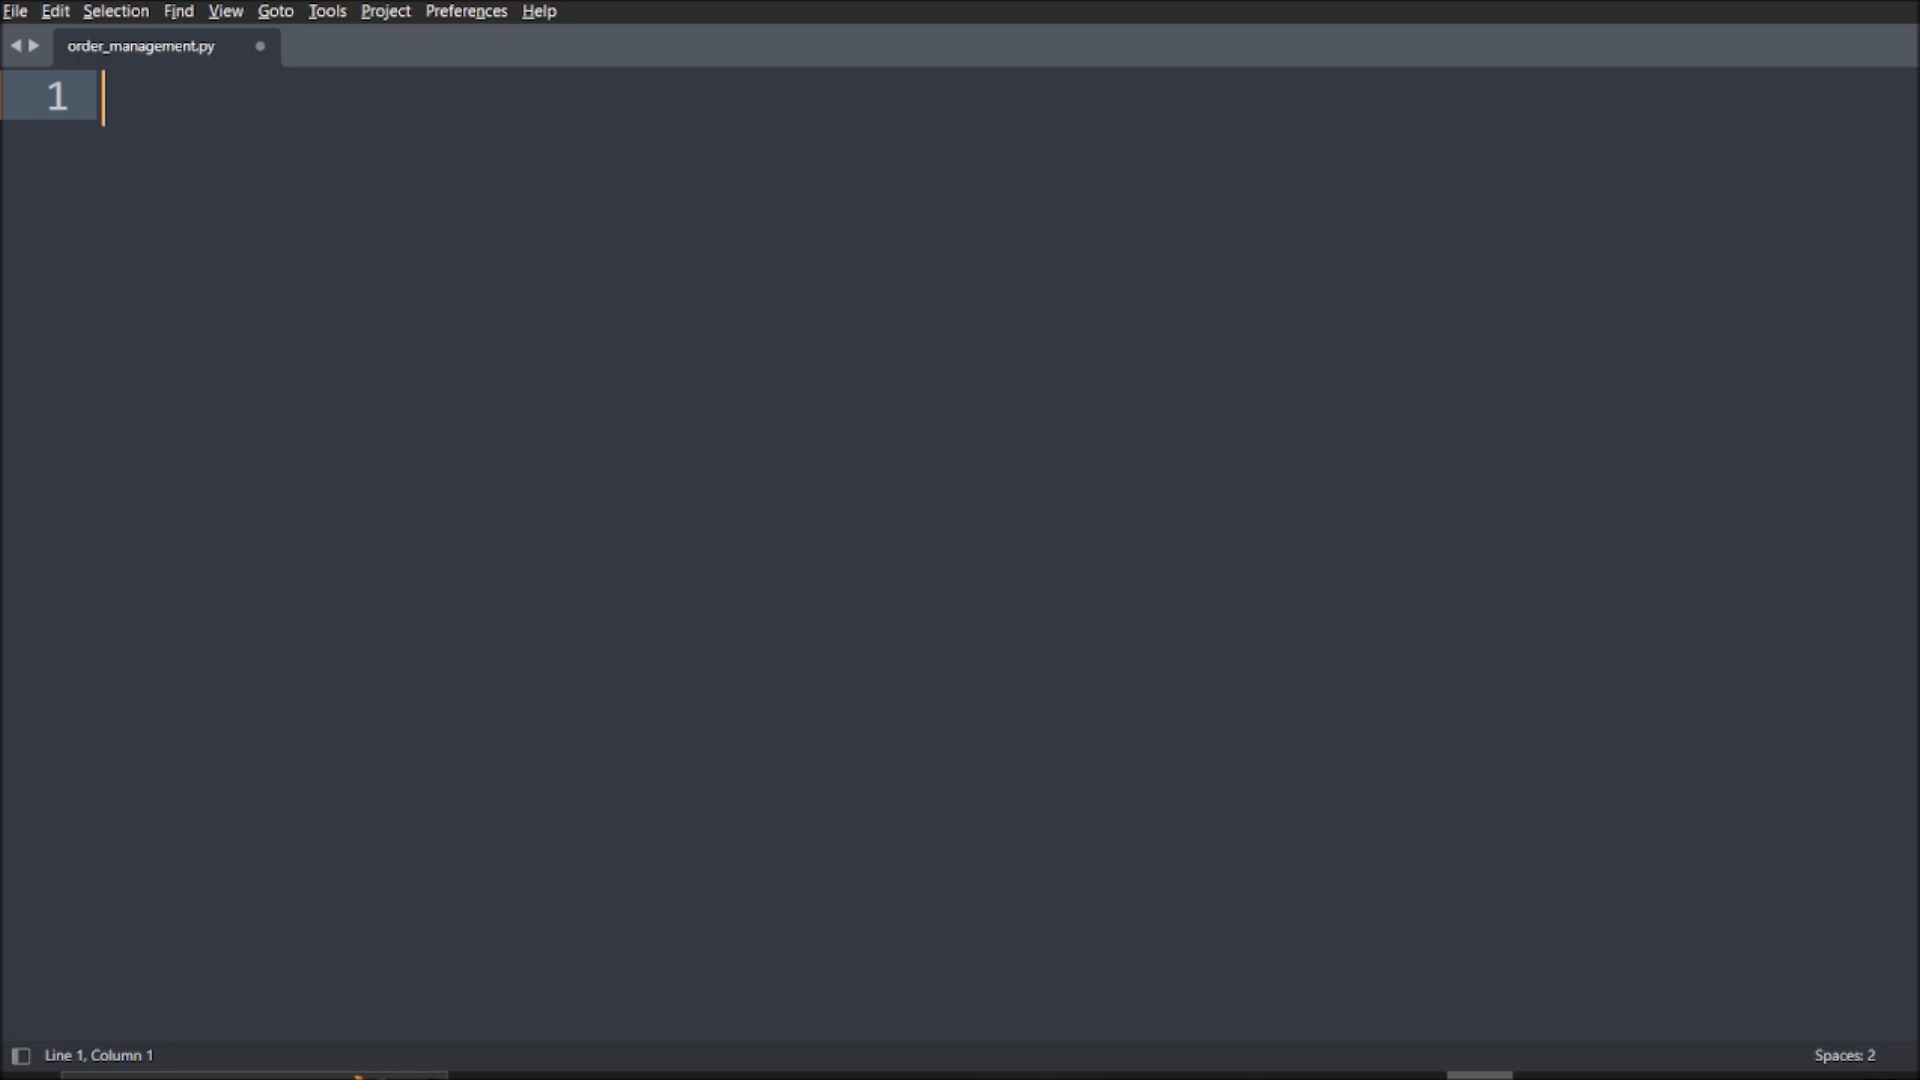 File Edit Selection Find View Goto Tools Project Preferences Help
order_management.py
1
Line 1, Column 1
Spaces: 2